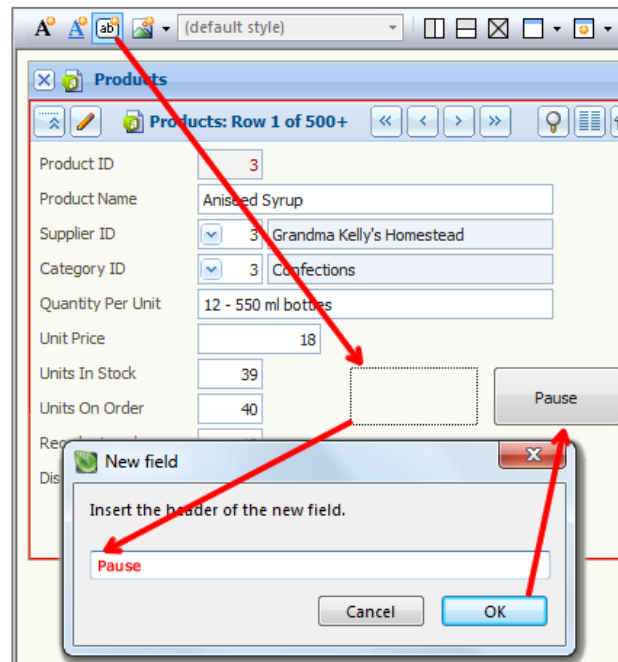 A A ab (default style)
Products
Products: Row 1 of 500+
Product ID 3
Product Name Aniseed Syrup
Supplier ID 3 Grandma Kelly's Homestead
Category ID 3 Confections
Quantity Per Unit 12 - 550 ml bottles
Unit Price 18
Units In Stock 39
Units On Order 40
Pause
Dis
New field
Insert the header of the new field.
Pause
Cancel OK